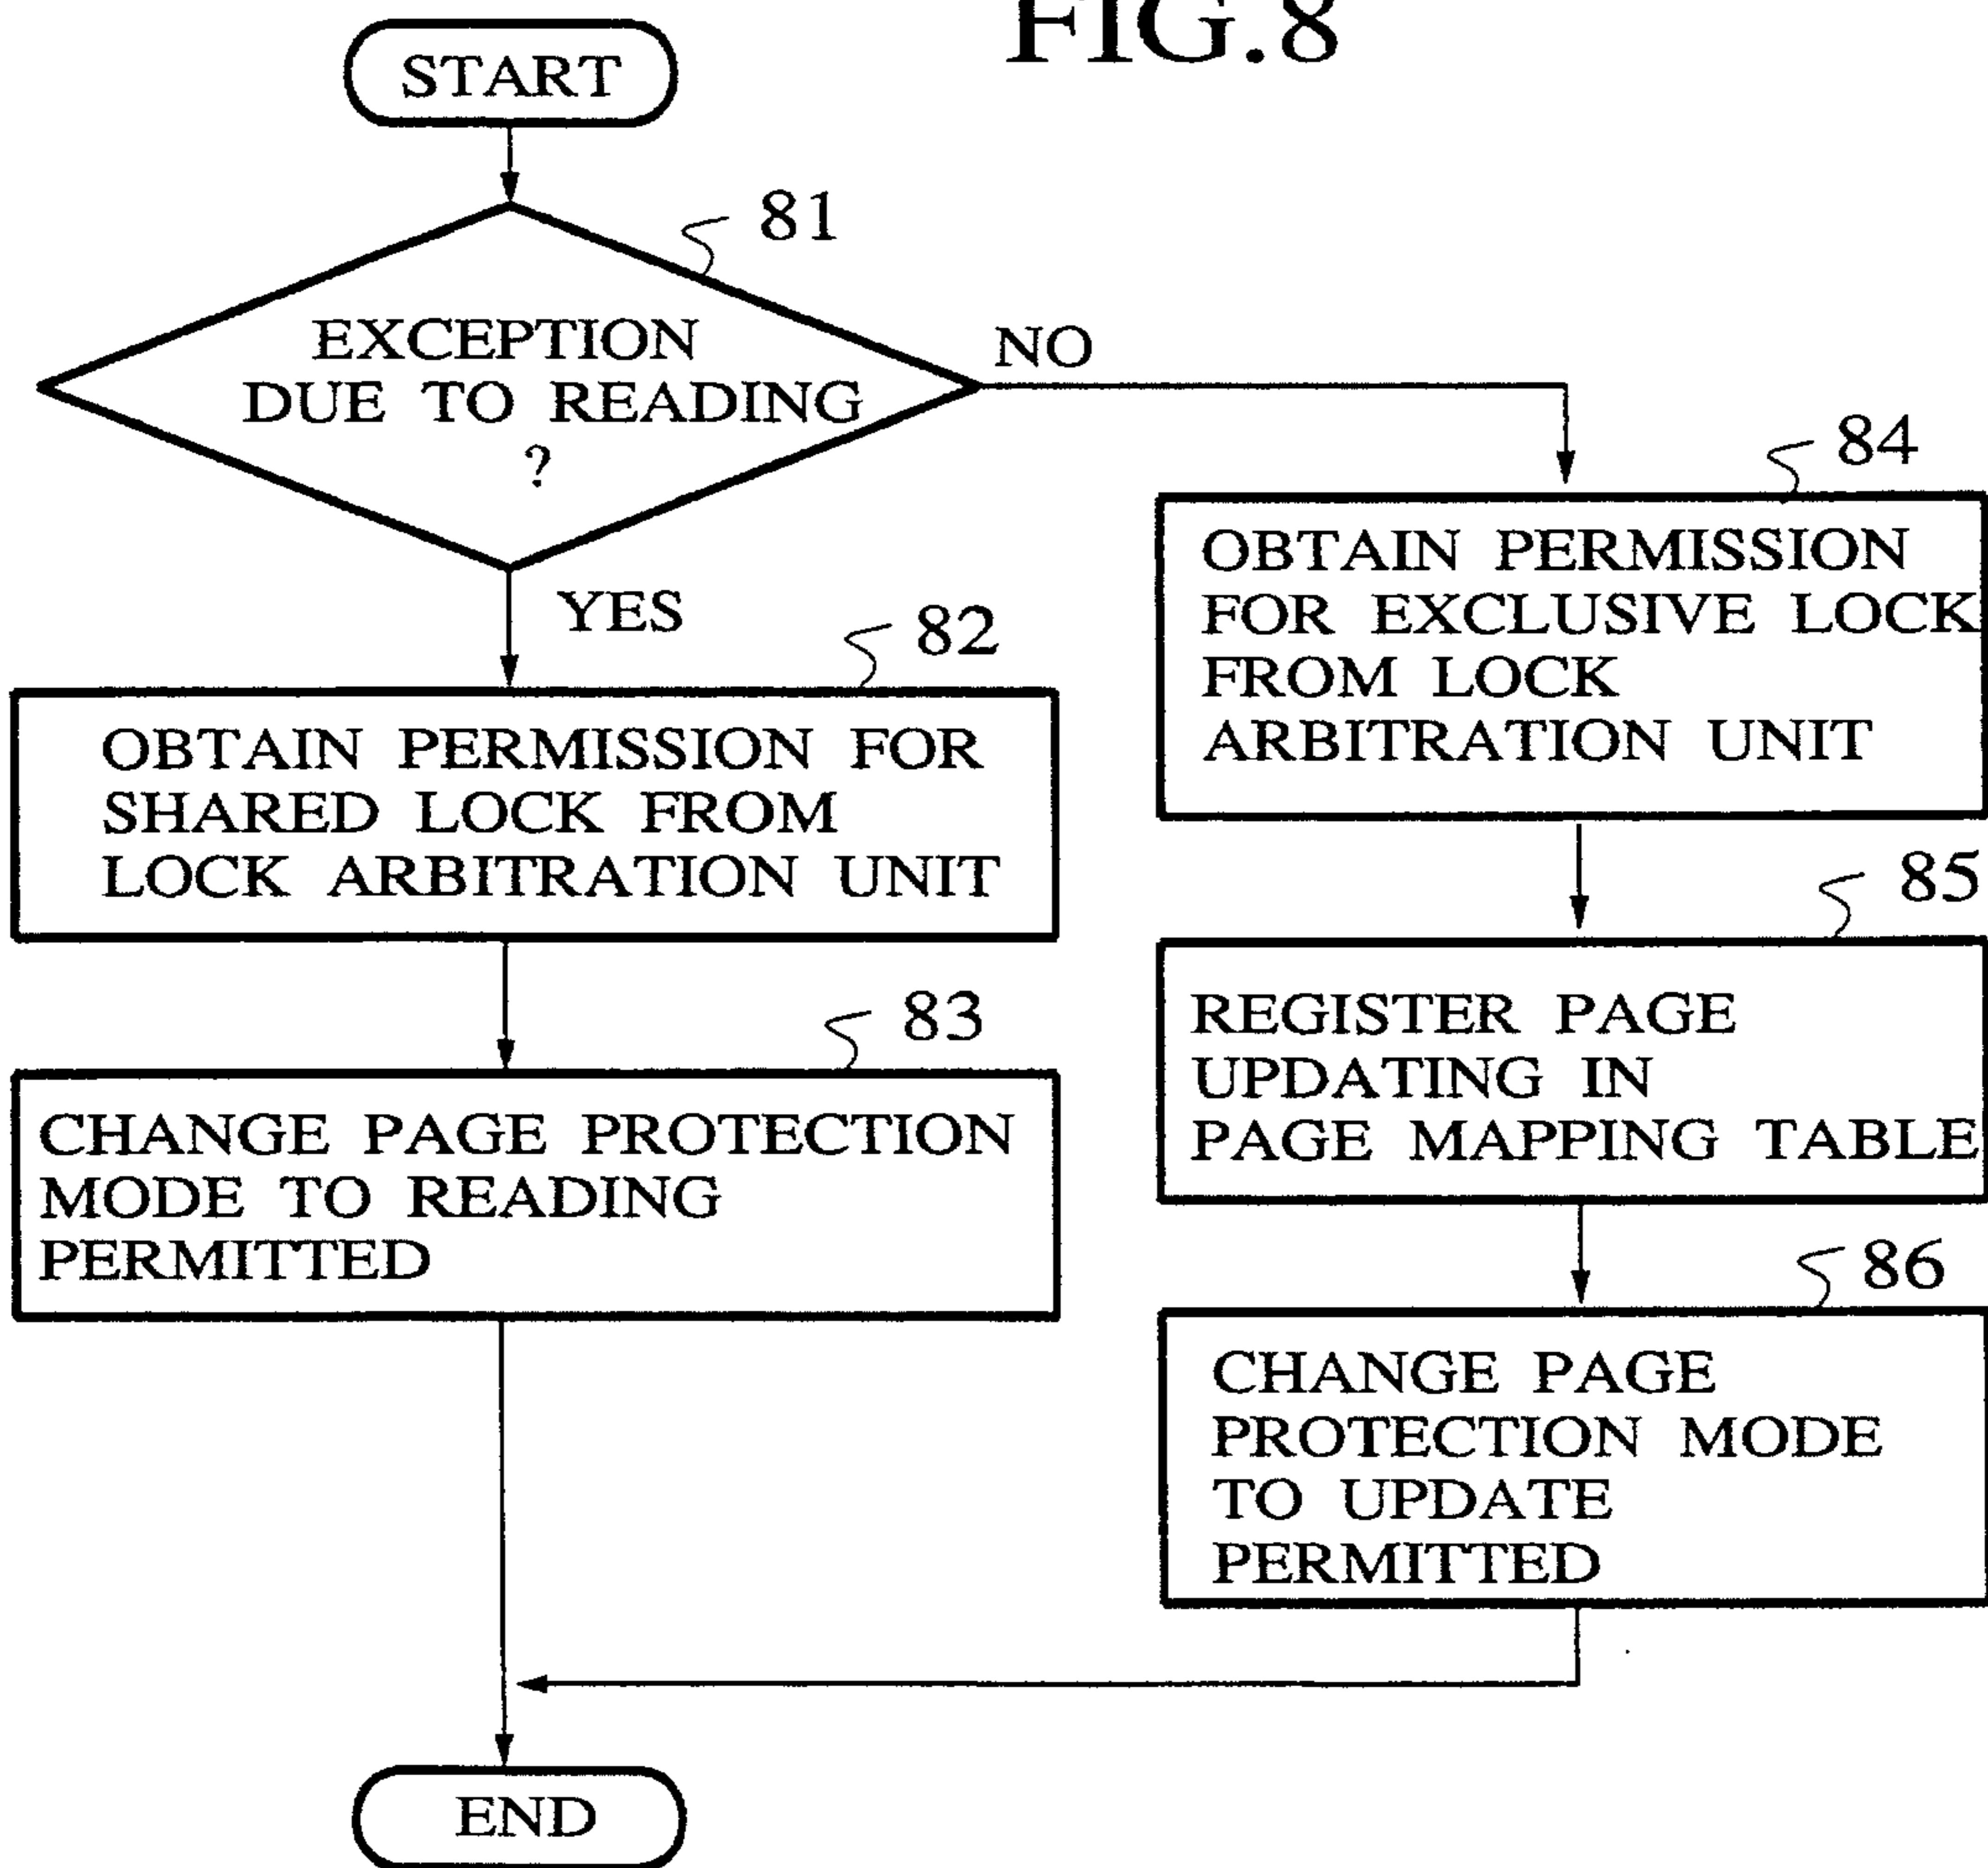 FIG.8
START
81
EXCEPTION
DUE TO READING
?
NO
YES
82
OBTAIN PERMISSION FOR
SHARED LOCK FROM
LOCK ARBITRATION UNIT
83
CHANGE PAGE PROTECTION
MODE TO READING
PERMITTED
84
OBTAIN PERMISSION
FOR EXCLUSIVE LOCK
FROM LOCK
ARBITRATION UNIT
85
REGISTER PAGE
UPDATING IN
PAGE MAPPING TABLE
86
CHANGE PAGE
PROTECTION MODE
TO UPDATE
PERMITTED
END